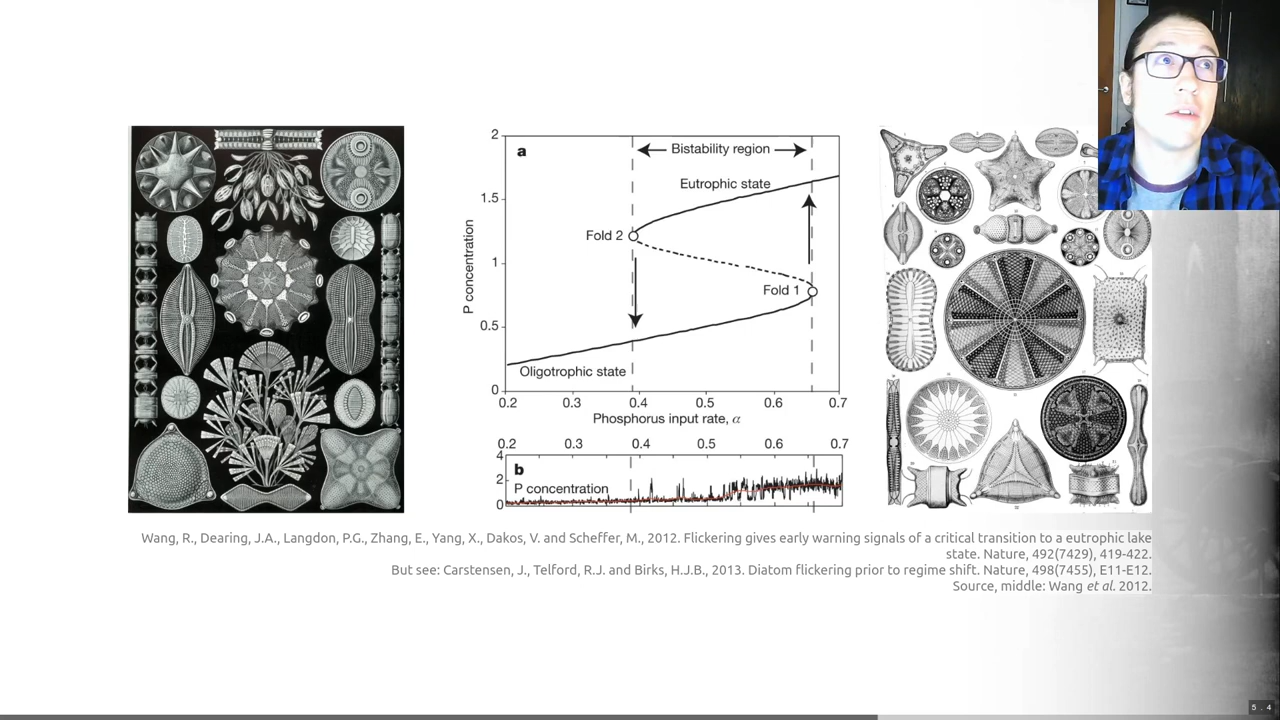 2
a
Bistability region
Eutrophic state
1.5
Fold 2
P concentration
1
Fold 1
0.5
Oligotrophic state
0
0.2 0.3 0.4 0.5 0.6 0.7
Phosphorus input rate, α
0.2 0.3 0.4 0.5 0.6 0.7
4
b
2
P concentration
0
Wang, R., Dearing, J.A., Langdon, P.G., Zhang, E., Yang, X., Dakos, V. and Scheffer, M., 2012. Flickering gives early warning signals of a critical transition to a eutrophic lake
state. Nature, 492(7429), 419-422.
But see: Carstensen, J., Telford, R.J. and Birks, H.J.B., 2013. Diatom flickering prior to regime shift. Nature, 498(7455), E11-E12.
Source, middle: Wang et al. 2012.
5 . 4